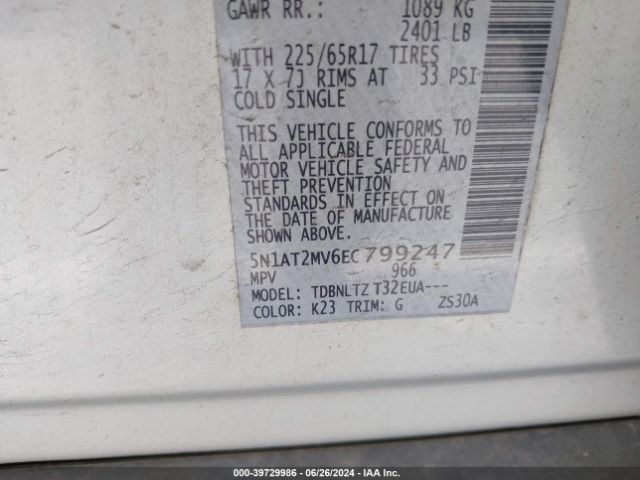 GAWR RR.: 1089 KG
2401 LB
WITH 225/65R17 TIRES
17 X 7J RIMS AT 33 PSI
COLD SINGLE
THIS VEHICLE CONFORMS TO
ALL APPLICABLE FEDERAL
MOTOR VEHICLE SAFETY AND
THEFT PREVENTION
STANDARDS IN EFFECT ON
THE DATE OF MANUFACTURE
SHOWN ABOVE.
5N1AT2MV6EC799247
MPV 966
MODEL: TDBNLTZ T32EUA---
COLOR: K23 TRIM: G ZS30A
000-39729986 | 06/26/2024 | IAA Inc.